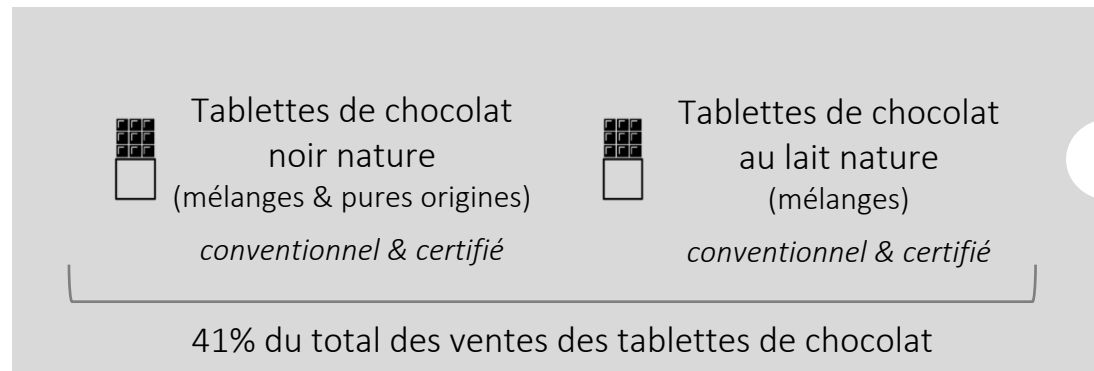 Tablettes de chocolat
noir nature
(mélanges & pures origines)
conventionnel & certifié
Tablettes de chocolat
au lait nature
(mélanges)
conventionnel & certifié
41% du total des ventes des tablettes de chocolat